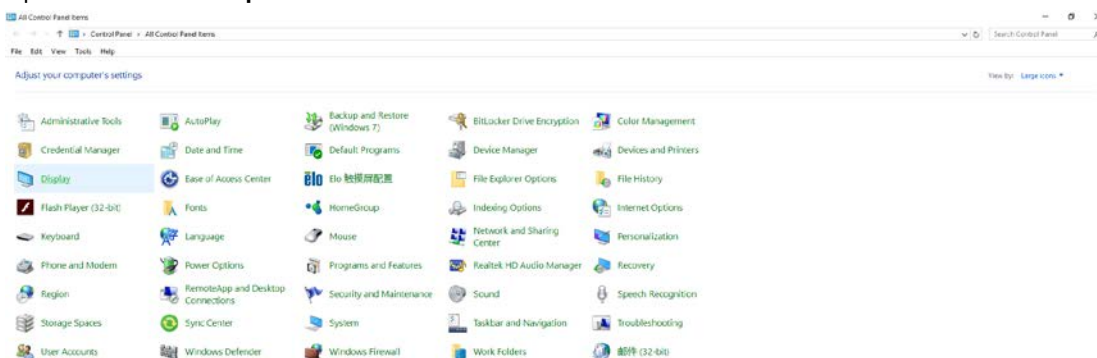 All Control Panel Items
Control Panel > All Control Panel Items
Search Control Panel
File Edit View Tools Help
Adjust your computer's settings
View by: Large icons
Administrative Tools
AutoPlay
Backup and Restore
(Windows 7)
BitLocker Drive Encryption
Color Management
Credential Manager
Date and Time
Default Programs
Device Manager
Devices and Printers
Display
Ease of Access Center
elo
Elo 触摸屏配置
File Explorer Options
File History
Flash Player (32-bit)
Fonts
HomeGroup
Indexing Options
Internet Options
Keyboard
Language
Mouse
Network and Sharing
Center
Personalization
Phone and Modem
Power Options
Programs and Features
Realtek HD Audio Manager
Recovery
Region
RemoteApp and Desktop
Connections
Security and Maintenance
Sound
Speech Recognition
Storage Spaces
Sync Center
System
Taskbar and Navigation
Troubleshooting
User Accounts
Windows Defender
Windows Firewall
Work Folders
邮件 (32-bit)